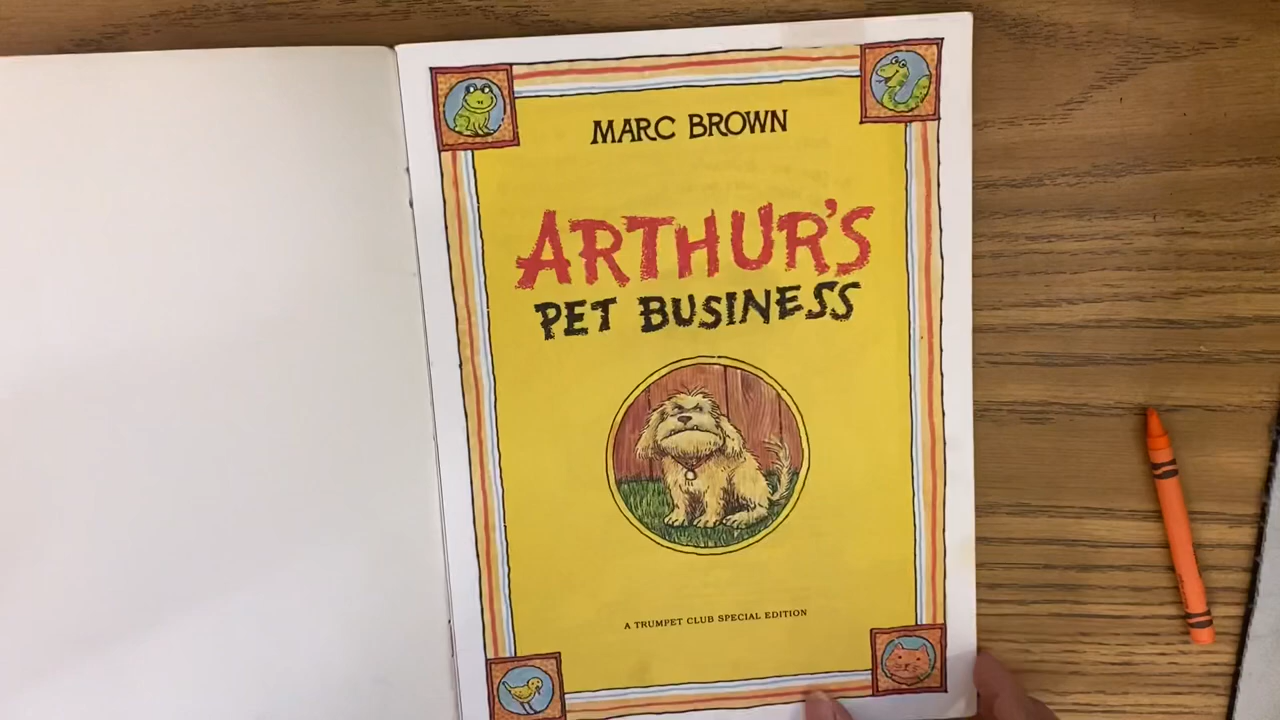 MARC BROWN
ARTHUR'S
PET BUSINESS
A TRUMPET CLUB SPECIAL EDITION